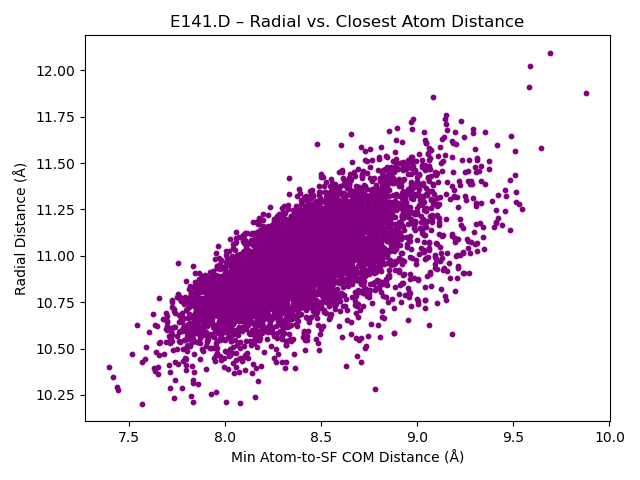 E141.D – Radial vs. Closest Atom Distance
12.00
11.75
11.50
11.25
11.00
10.75
10.50
10.25
Radial Distance (Å)
7.5 8.0 8.5 9.0 9.5 10.0
Min Atom-to-SF COM Distance (Å)